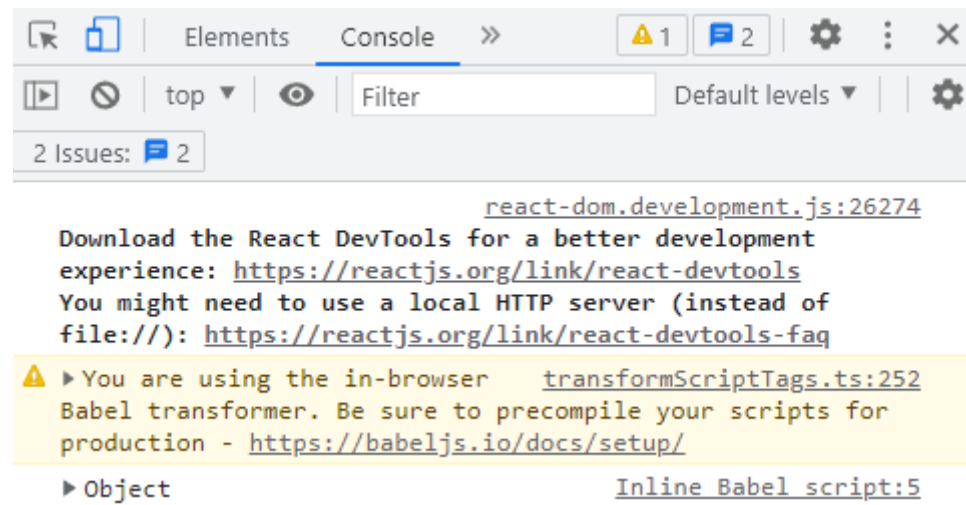 Elements Console » 1 2
top ▼ Filter Default levels ▼
2 Issues: 2
react-dom.development.js:26274
Download the React DevTools for a better development
experience: https://reactjs.org/link/react-devtools
You might need to use a local HTTP server (instead of
file://): https://reactjs.org/link/react-devtools-faq
You are using the in-browser transformScriptTags.ts:252
Babel transformer. Be sure to precompile your scripts for
production - https://babeljs.io/docs/setup/
Object Inline Babel script:5